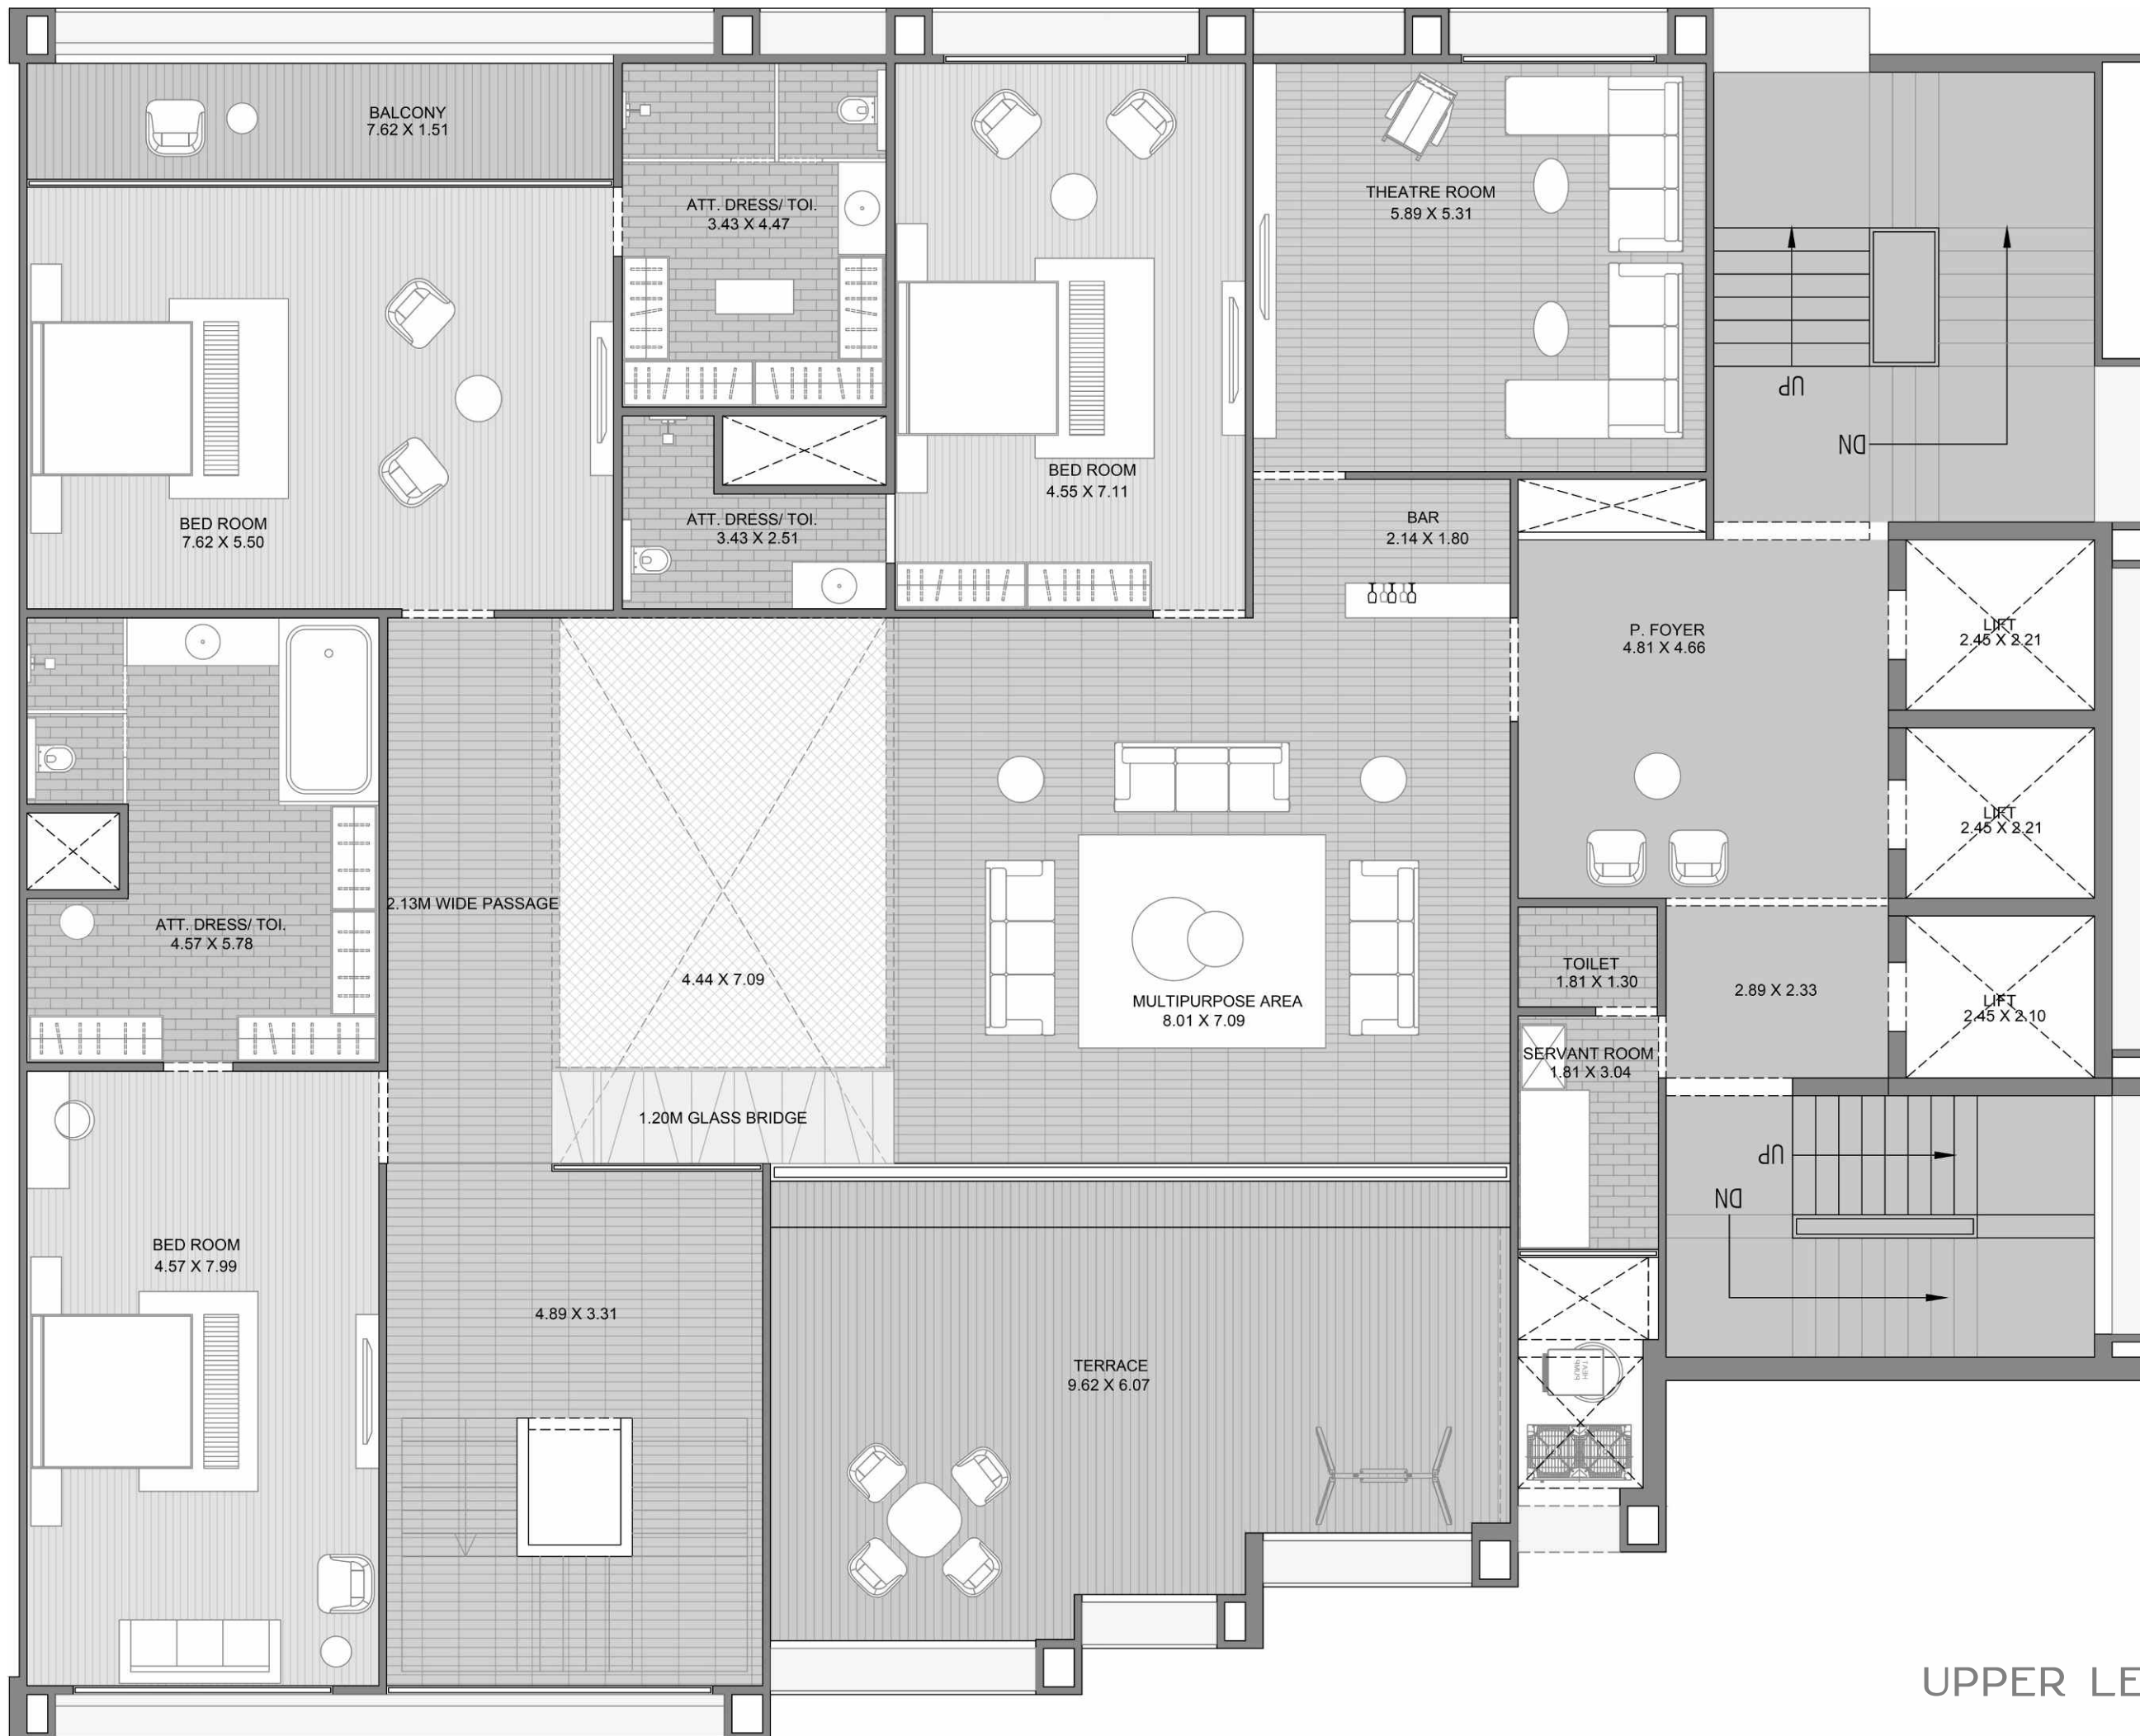 BALCONY
7.62 X 1.51
ATT. DRESS/ TOI.
3.43 X 4.47
THEATRE ROOM
5.89 X 5.31
UP
DN
BED ROOM
4.55 X 7.11
BED ROOM
7.62 X 5.50
ATT. DRESS/ TOI.
3.43 X 2.51
BAR
2.14 X 1.80
P. FOYER
4.81 X 4.66
LIFT
2.45 X 2.21
LIFT
2.45 X 2.21
2.13M WIDE PASSAGE
ATT. DRESS/ TOI.
4.57 X 5.78
4.44 X 7.09
MULTIPURPOSE AREA
8.01 X 7.09
TOILET
1.81 X 1.30
2.89 X 2.33
LIFT
2.45 X 2.10
SERVANT ROOM
1.81 X 3.04
1.20M GLASS BRIDGE
UP
DN
BED ROOM
4.57 X 7.99
4.89 X 3.31
TERRACE
9.62 X 6.07
HEAT
PUMP
UPPER LE